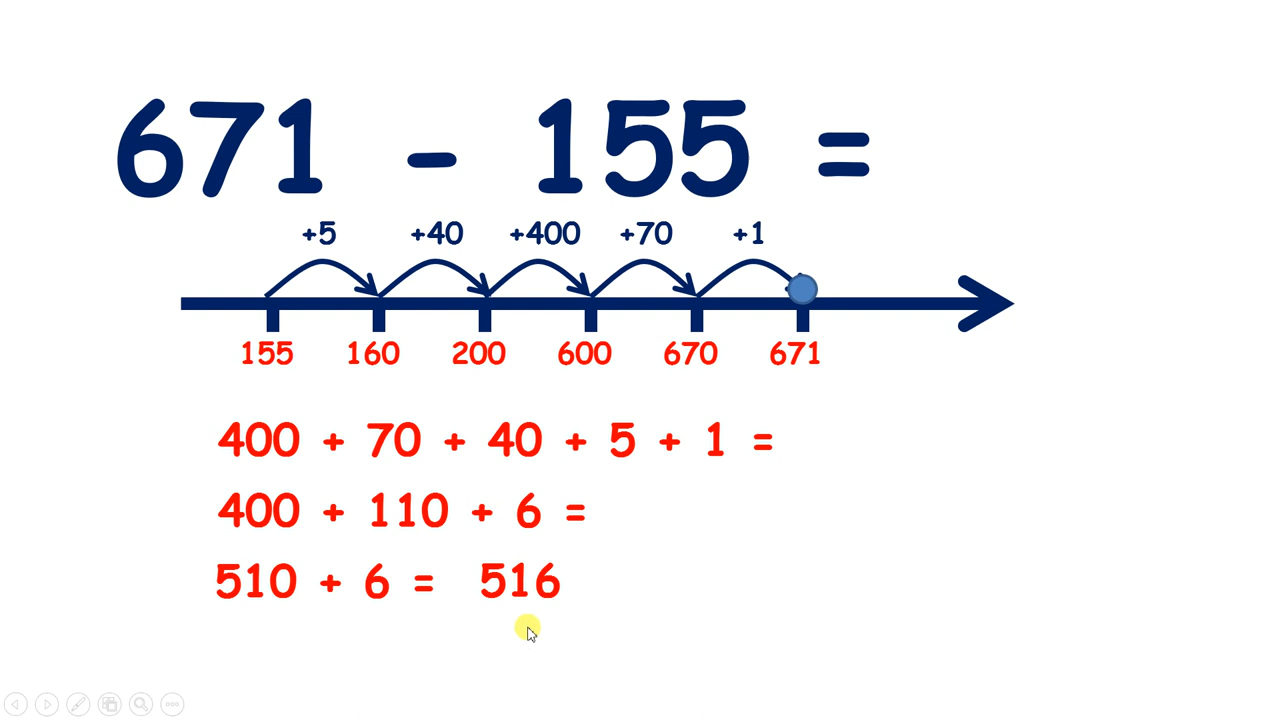 671 - 155 =
+5 +40 +400 +70 +1
155 160 200 600 670 671
400 + 70 + 40 + 5 + 1 =
400 + 110 + 6 =
510 + 6 = 516